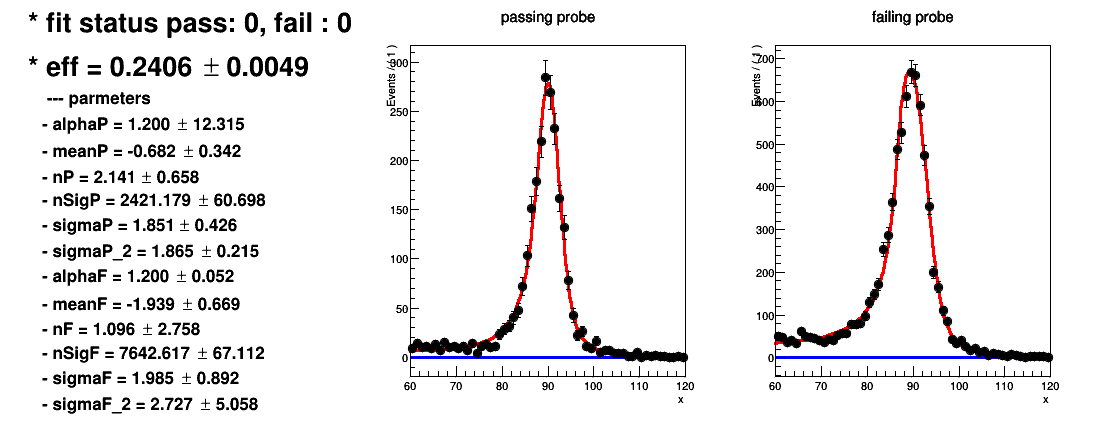 * fit status pass: 0, fail : 0
* eff = 0.2406 ± 0.0049
--- parmeters
- alphaP = 1.200 ± 12.315
- meanP = -0.682 ± 0.342
- nP = 2.141 ± 0.658
- nSigP = 2421.179 ± 60.698
- sigmaP = 1.851 ± 0.426
- sigmaP_2 = 1.865 ± 0.215
- alphaF = 1.200 ± 0.052
- meanF = -1.939 ± 0.669
- nF = 1.096 ± 2.758
- nSigF = 7642.617 ± 67.112
- sigmaF = 1.985 ± 0.892
- sigmaF_2 = 2.727 ± 5.058
passing probe
Events / ( 1 )
300
250
200
150
100
50
0
60 70 80 90 100 110 120
x
failing probe
Events / ( 1 )
700
600
500
400
300
200
100
0
60 70 80 90 100 110 120
x